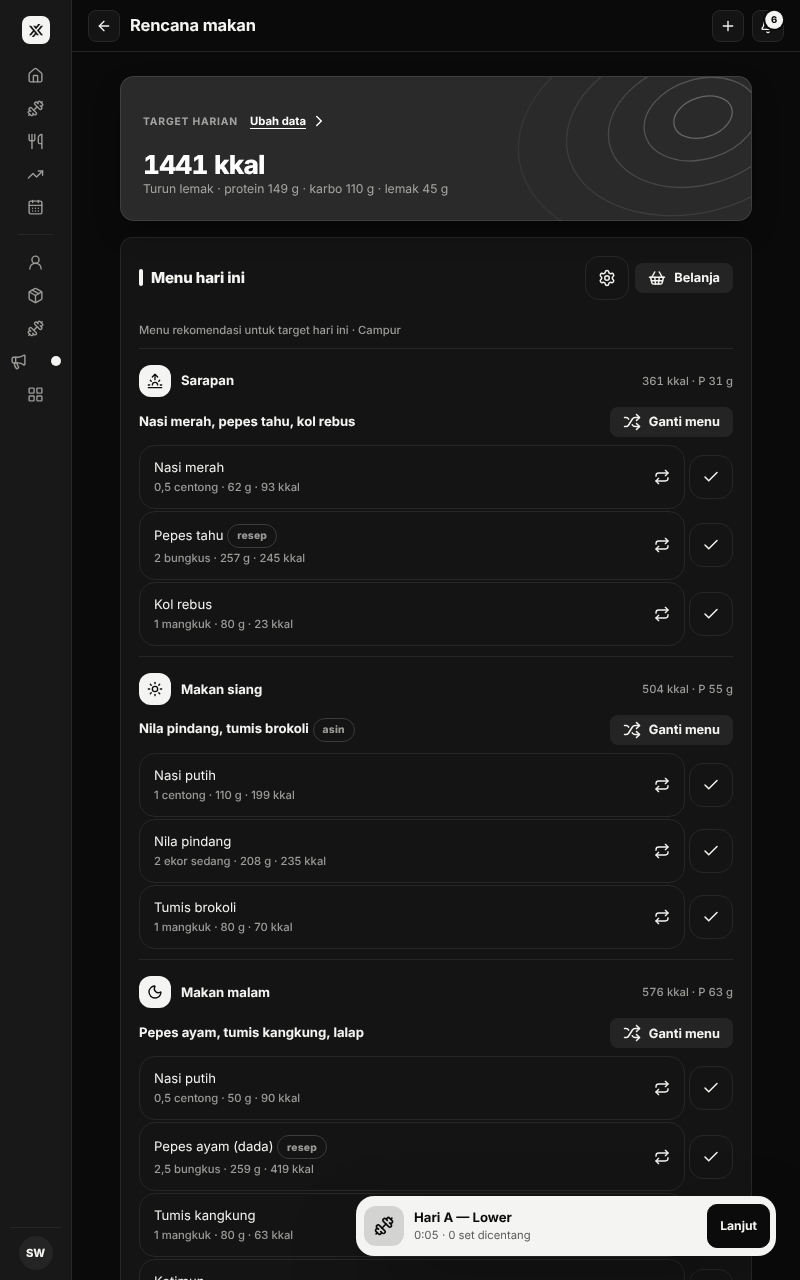 Rencana makan
6
TARGET HARIAN Ubah data
1441 kkal
Turun lemak · protein 149 g · karbo 110 g · lemak 45 g
Menu hari ini
Belanja
Menu rekomendasi untuk target hari ini · Campur
Sarapan
361 kkal · P 31 g
Nasi merah, pepes tahu, kol rebus
Ganti menu
Nasi merah
0,5 centong · 62 g · 93 kkal
Pepes tahu resep
2 bungkus · 257 g · 245 kkal
Kol rebus
1 mangkuk · 80 g · 23 kkal
Makan siang
504 kkal · P 55 g
Nila pindang, tumis brokoli asin
Ganti menu
Nasi putih
1 centong · 110 g · 199 kkal
Nila pindang
2 ekor sedang · 208 g · 235 kkal
Tumis brokoli
1 mangkuk · 80 g · 70 kkal
Makan malam
576 kkal · P 63 g
Pepes ayam, tumis kangkung, lalap
Ganti menu
Nasi putih
0,5 centong · 50 g · 90 kkal
Pepes ayam (dada) resep
2,5 bungkus · 259 g · 419 kkal
Tumis kangkung
1 mangkuk · 80 g · 63 kkal
Hari A — Lower
0:05 · 0 set dicentang
Lanjut
SW